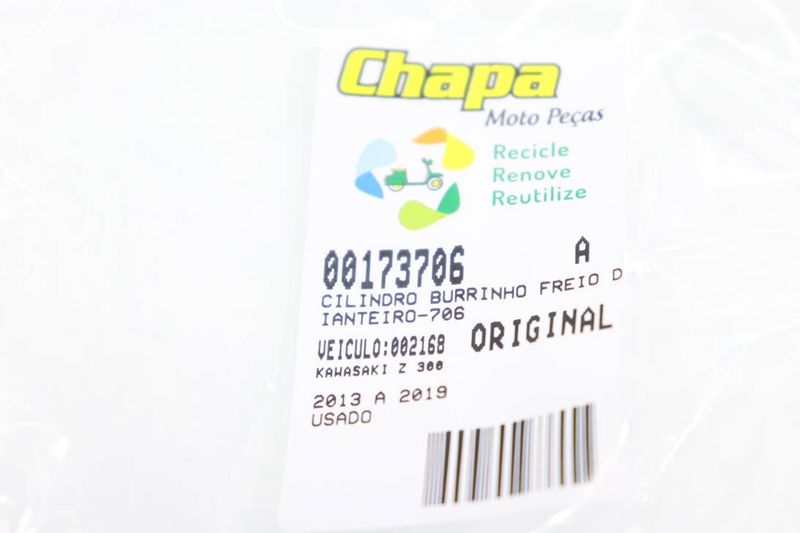 Chapa
Moto Peças
Recicle
Renove
Reutilize
00173706 A
CILINDRO BURRINHO FREIO D
IANTEIRO-706
VEICULO:002168 ORIGINAL
KAWASAKI Z 300
2013 A 2019
USADO